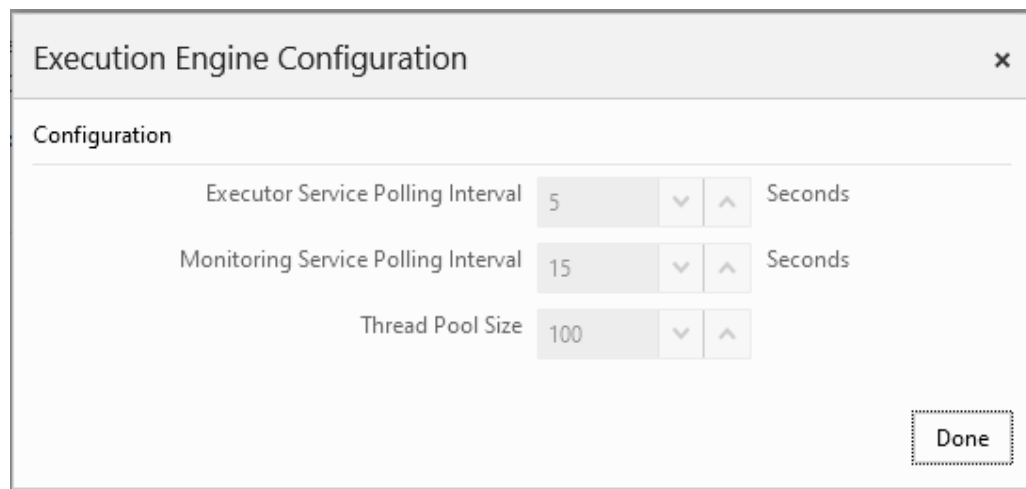 Execution Engine Configuration
Configuration
Executor Service Polling Interval 5 Seconds
Monitoring Service Polling Interval 15 Seconds
Thread Pool Size 100
Done